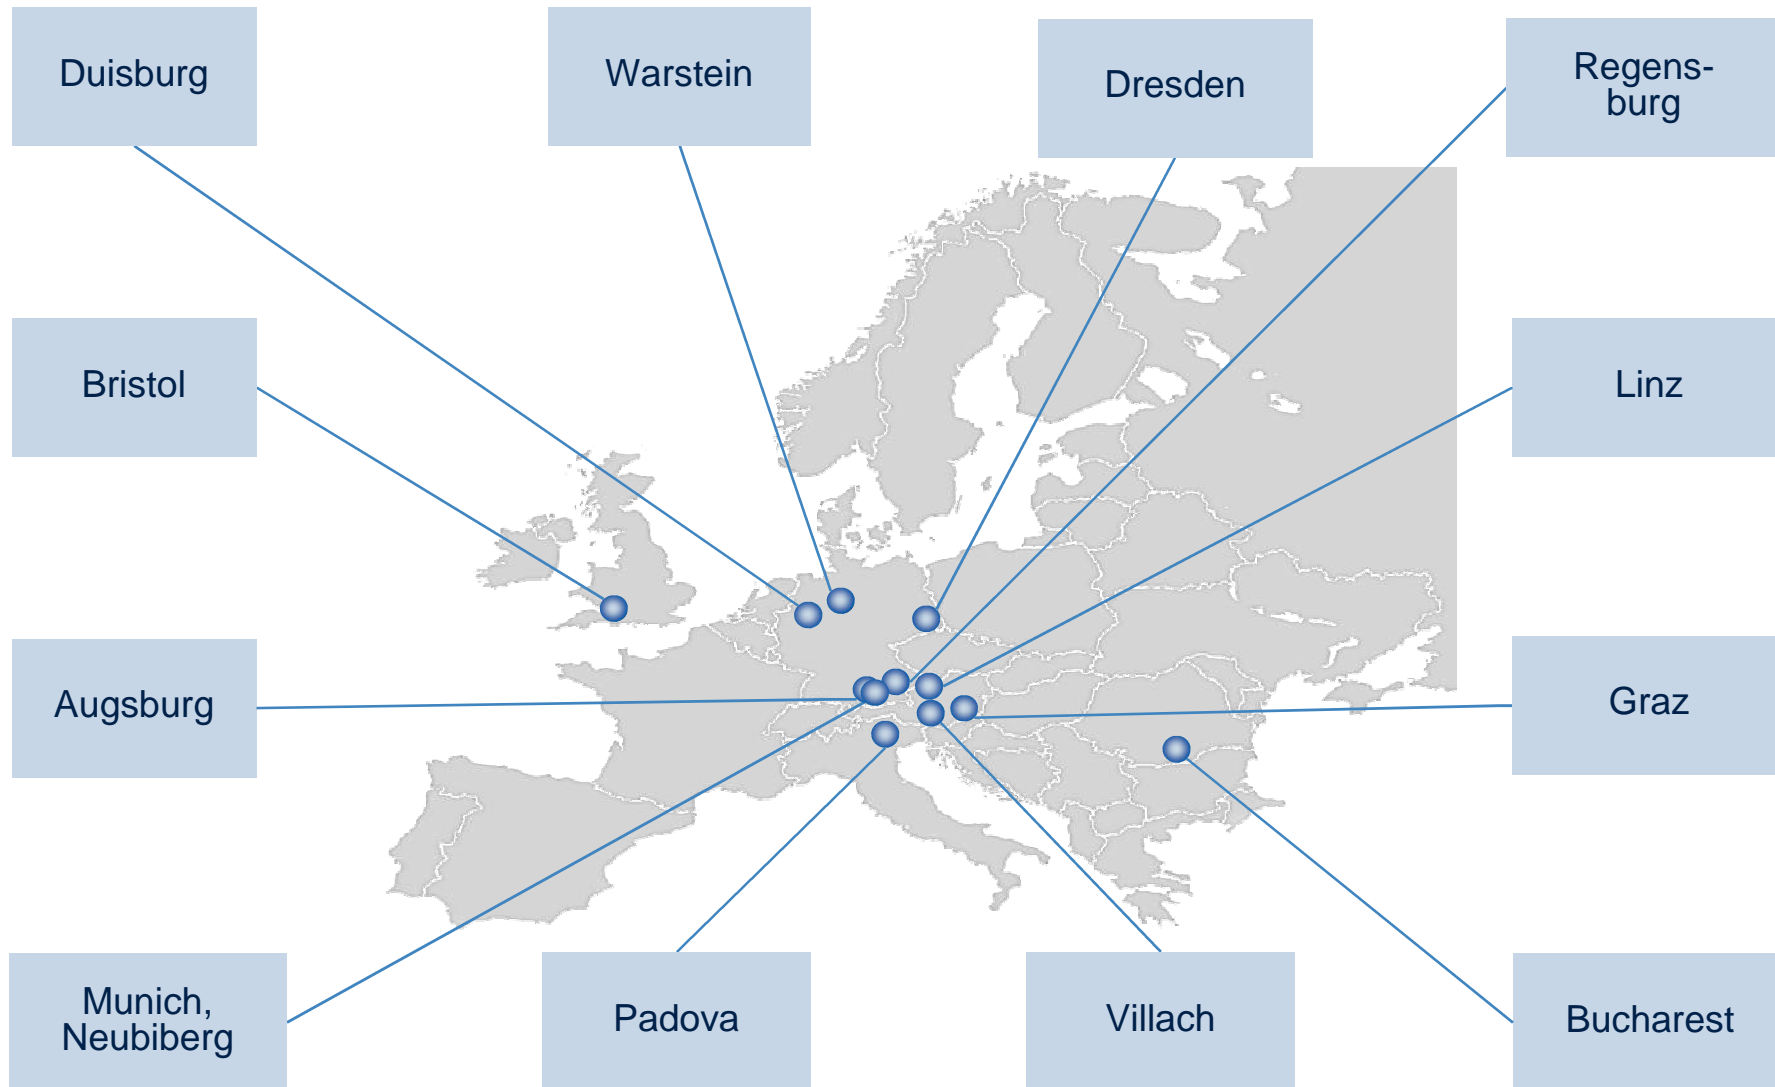 Duisburg
Warstein
Dresden
Regens-
burg
Bristol
Linz
Augsburg
Graz
Munich,
Neubiberg
Padova
Villach
Bucharest